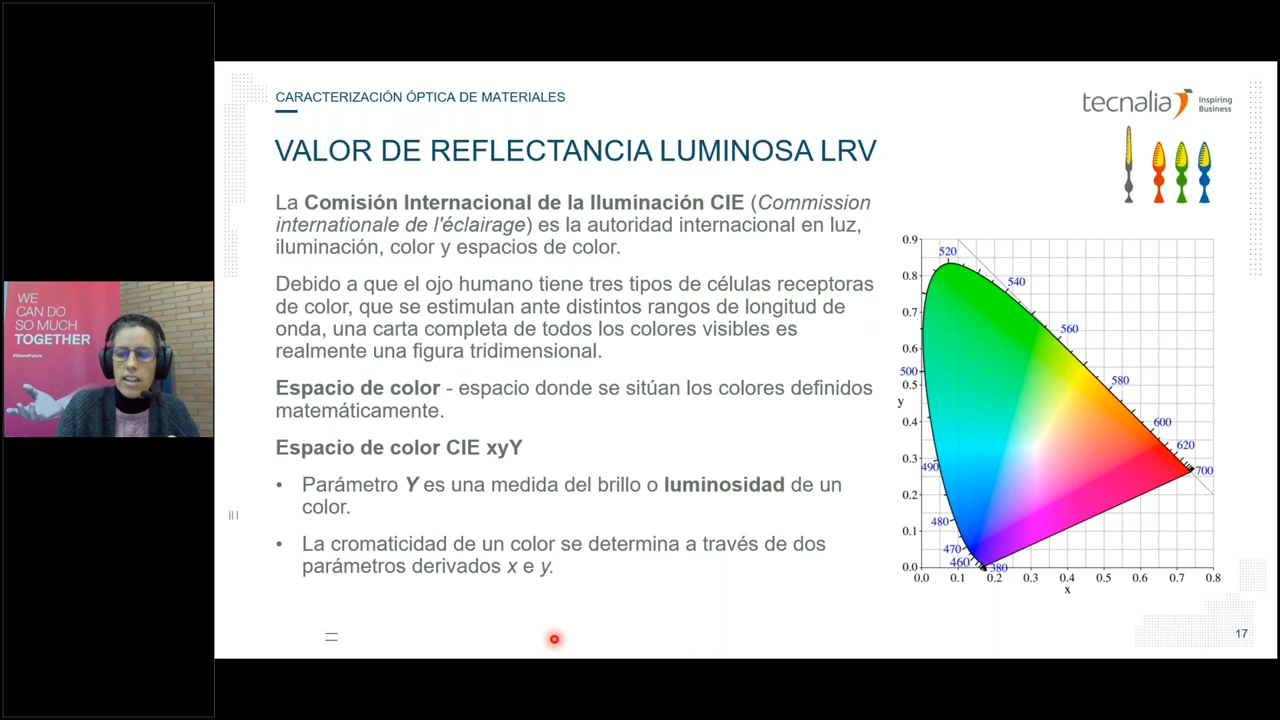 CARACTERIZACIÓN ÓPTICA DE MATERIALES
tecnalia
Inspiring
Business
VALOR DE REFLECTANCIA LUMINOSA LRV
La Comisión Internacional de la Iluminación CIE (Commission
internationale de l'éclairage) es la autoridad internacional en luz,
iluminación, color y espacios de color.
Debido a que el ojo humano tiene tres tipos de células receptoras
de color, que se estimulan ante distintos rangos de longitud de
onda, una carta completa de todos los colores visibles es
realmente una figura tridimensional.
Espacio de color - espacio donde se sitúan los colores definidos
matemáticamente.
Espacio de color CIE xyY
• Parámetro Y es una medida del brillo o luminosidad de un
color.
• La cromaticidad de un color se determina a través de dos
parámetros derivados x e y.
0.9
0.8
0.7
0.6
0.5
y
0.4
0.3
0.2
0.1
0.0
520
540
560
580
600
620
700
500
490
480
470
460
380
0.0 0.1 0.2 0.3 0.4 0.5 0.6 0.7 0.8
x
17
WE
CAN DO
SO MUCH
TOGETHER